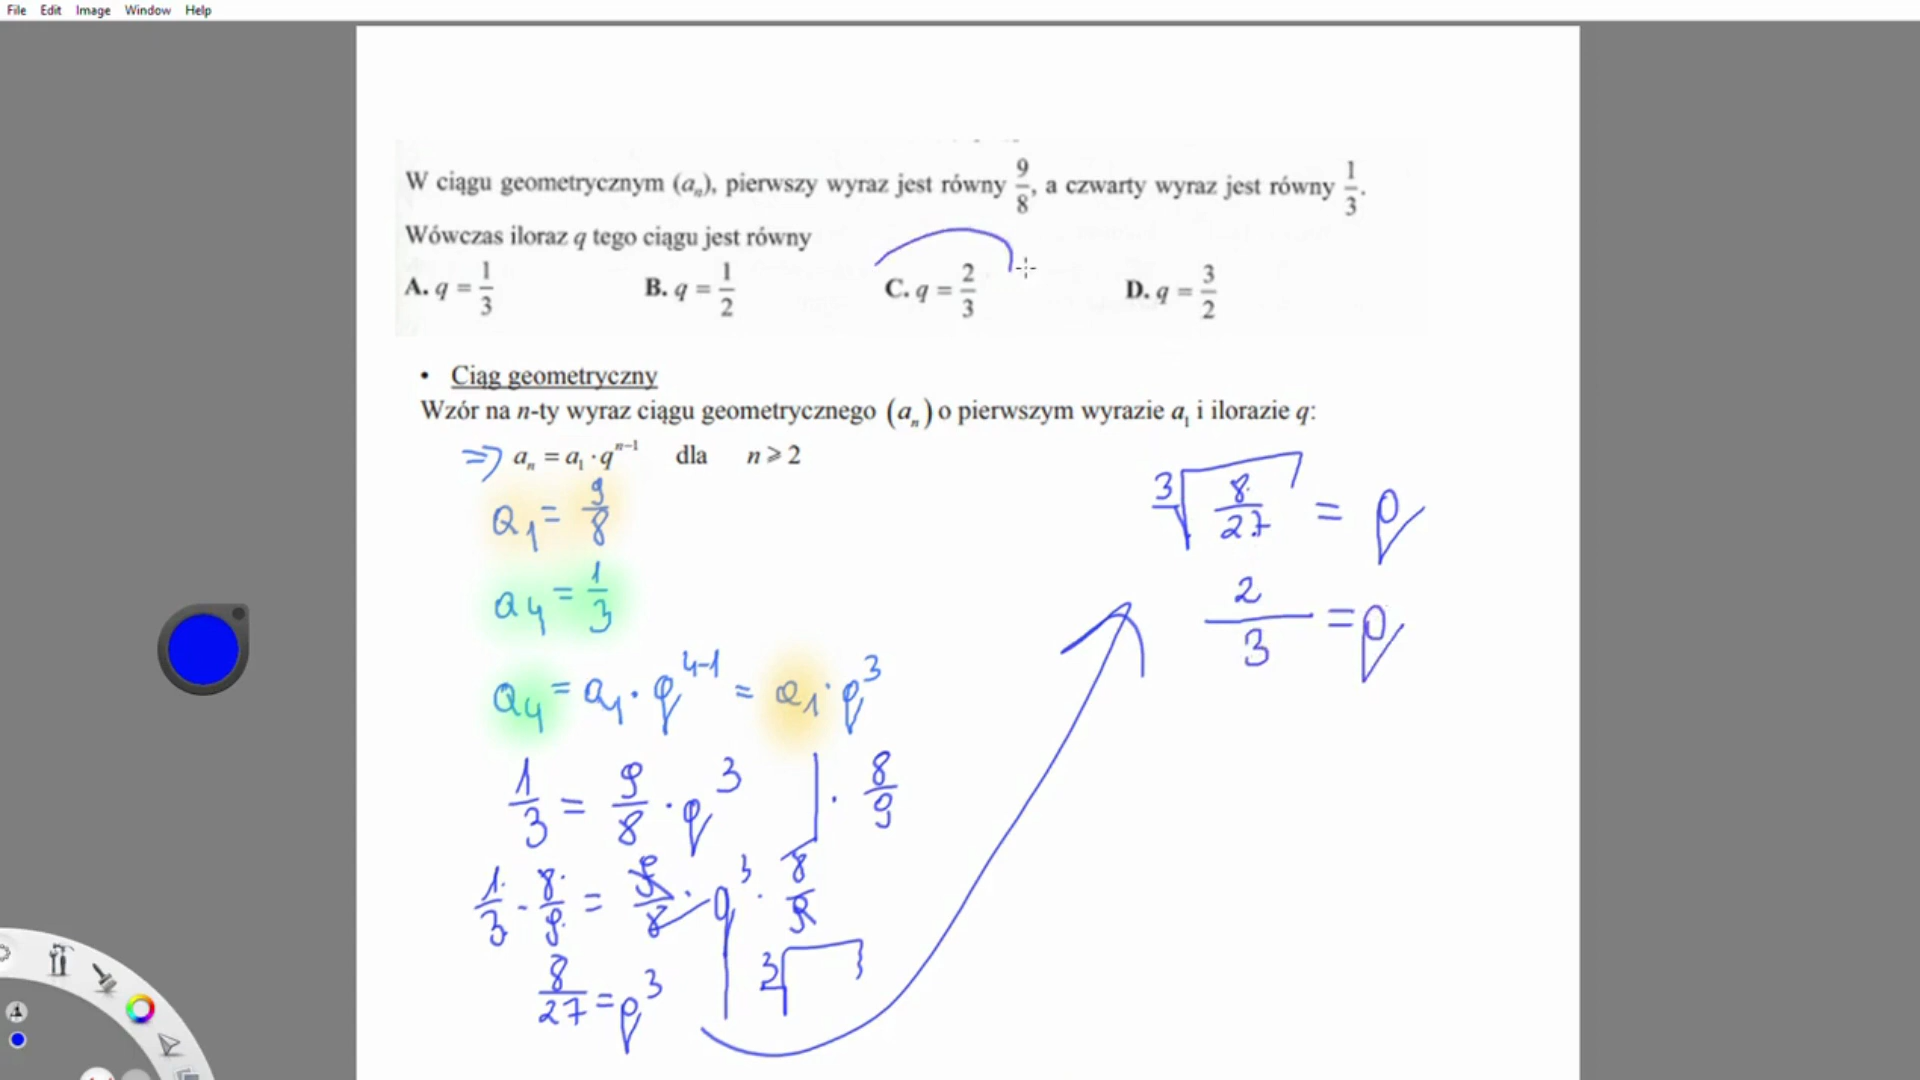 File Edit Image Window Help
W ciągu geometrycznym (aₙ), pierwszy wyraz jest równy 9/8, a czwarty wyraz jest równy 1/3.
Wówczas iloraz q tego ciągu jest równy
A. q = 1/3 B. q = 1/2 C. q = 2/3 D. q = 3/2
• Ciąg geometryczny
Wzór na n-ty wyraz ciągu geometrycznego (aₙ) o pierwszym wyrazie a₁ i ilorazie q:
⇒ aₙ = a₁ · qⁿ⁻¹ dla n ⩾ 2
a₁ = 9/8
a₄ = 1/3
a₄ = a₁ · q⁴⁻¹ = a₁ · q³
1/3 = 9/8 · q³ | · 8/9
1/3 · 8/9 = 9/8 · q³ · 8/9
8/27 = q³ | ³√
³√(8/27) = q
2/3 = q